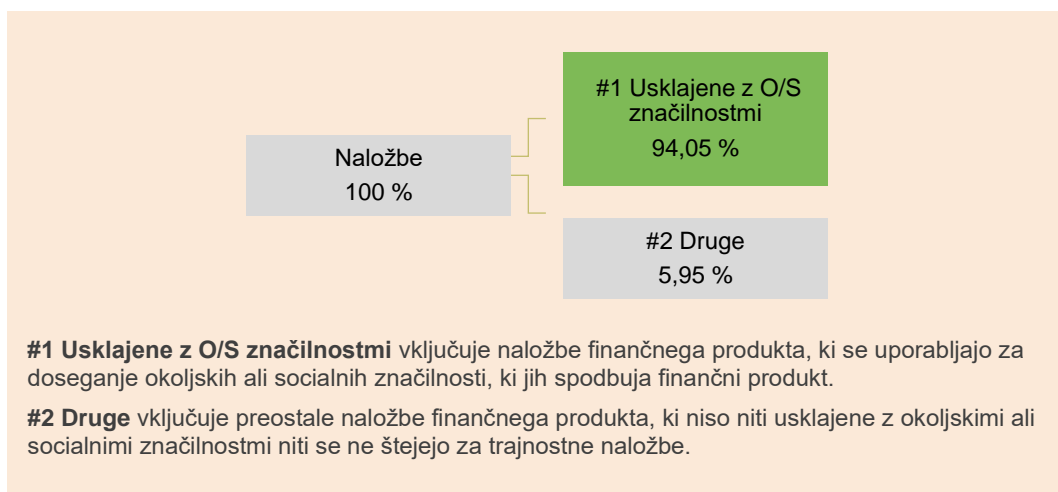 #1 Usklajene z O/S
značilnostmi
94,05 %
Naložbe
100 %
#2 Druge
5,95 %
#1 Usklajene z O/S značilnostmi vključuje naložbe finančnega produkta, ki se uporabljajo za
doseganje okoljskih ali socialnih značilnosti, ki jih spodbuja finančni produkt.
#2 Druge vključuje preostale naložbe finančnega produkta, ki niso niti usklajene z okoljskimi ali
socialnimi značilnostmi niti se ne štejejo za trajnostne naložbe.